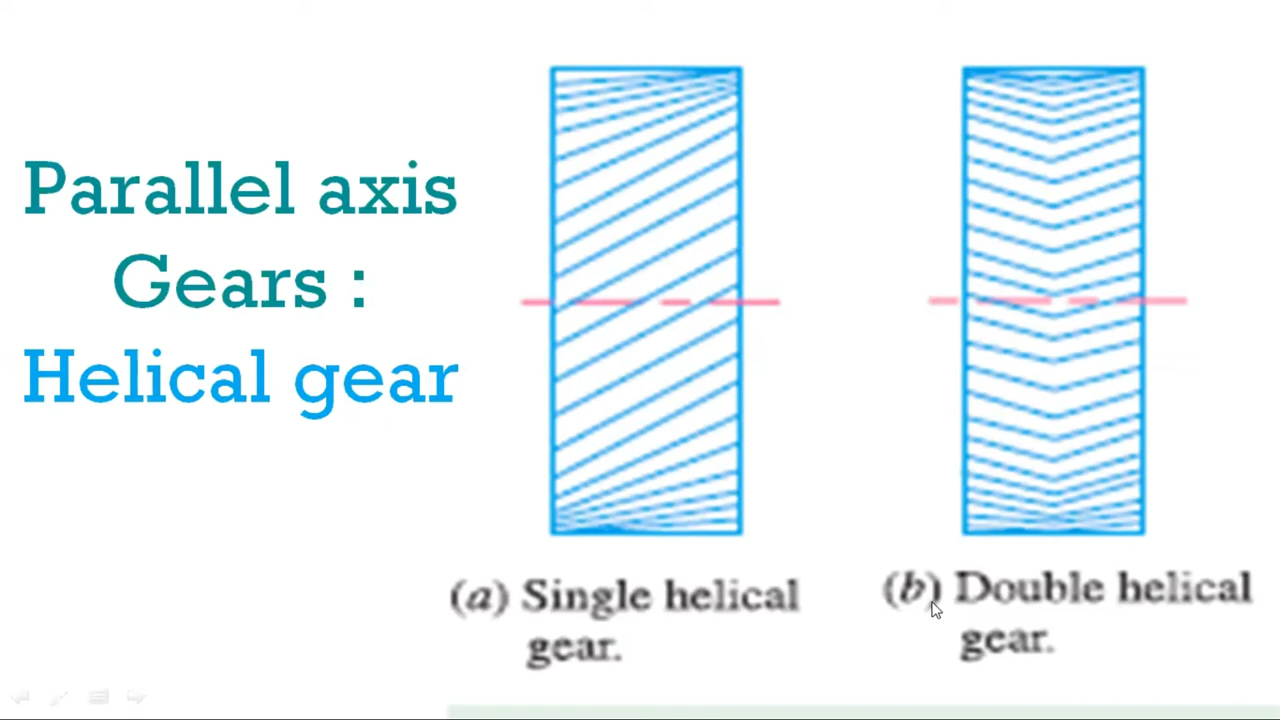 Parallel axis
Gears :
Helical gear
(a) Single helical
gear.
(b) Double helical
gear.